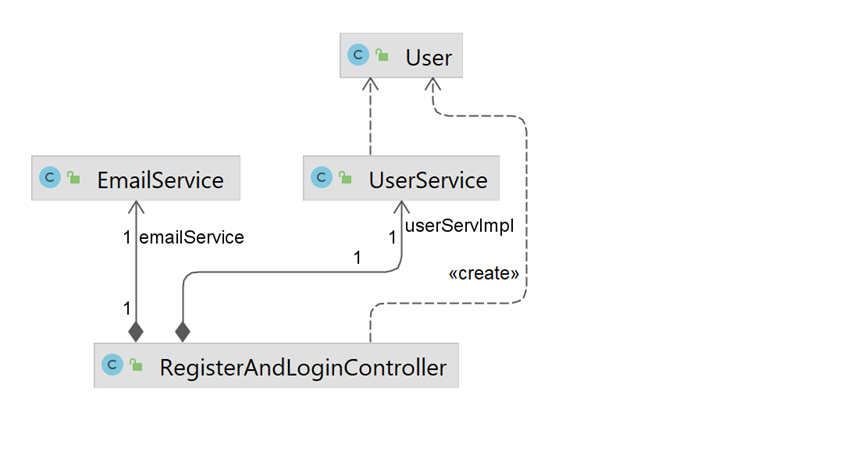 C User
C EmailService
C UserService
1 emailService
1 userServImpl
1
«create»
1
C RegisterAndLoginController